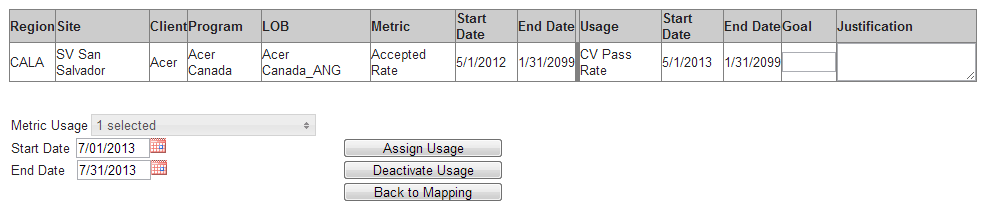 Region Site Client Program LOB Metric Start Date End Date Usage Start Date End Date Goal Justification
CALA SV San Salvador Acer Acer Canada Acer Canada_ANG Accepted Rate 5/1/2012 1/31/2099 CV Pass Rate 5/1/2013 1/31/2099
Metric Usage 1 selected
Start Date 7/01/2013 Assign Usage
End Date 7/31/2013 Deactivate Usage
Back to Mapping